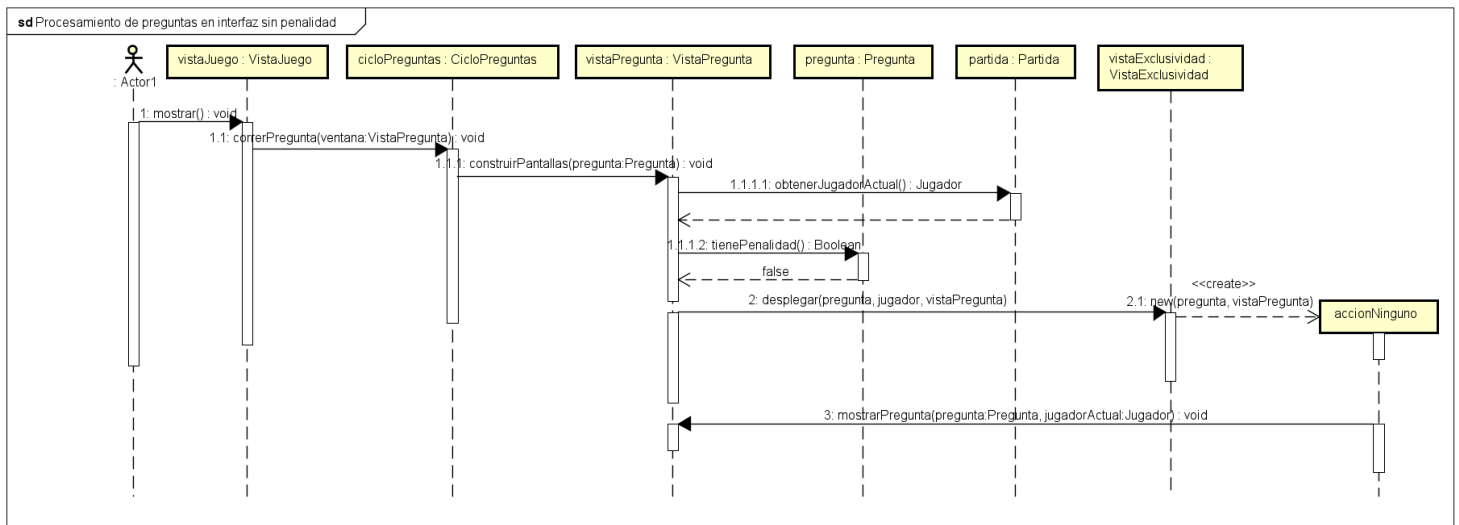 sd Procesamiento de preguntas en interfaz sin penalidad
: Actor1
vistaJuego : VistaJuego
cicloPreguntas : CicloPreguntas
vistaPregunta : VistaPregunta
pregunta : Pregunta
partida : Partida
vistaExclusividad :
VistaExclusividad
1: mostrar() : void
1.1: correrPregunta(ventana:VistaPregunta) : void
1.1.1: construirPantallas(pregunta:Pregunta) : void
1.1.1.1: obtenerJugadorActual() : Jugador
1.1.1.2: tienePenalidad() : Boolean
false
2: desplegar(pregunta, jugador, vistaPregunta)
<<create>>
2.1: new(pregunta, vistaPregunta)
accionNinguno
3: mostrarPregunta(pregunta:Pregunta, jugadorActual:Jugador) : void